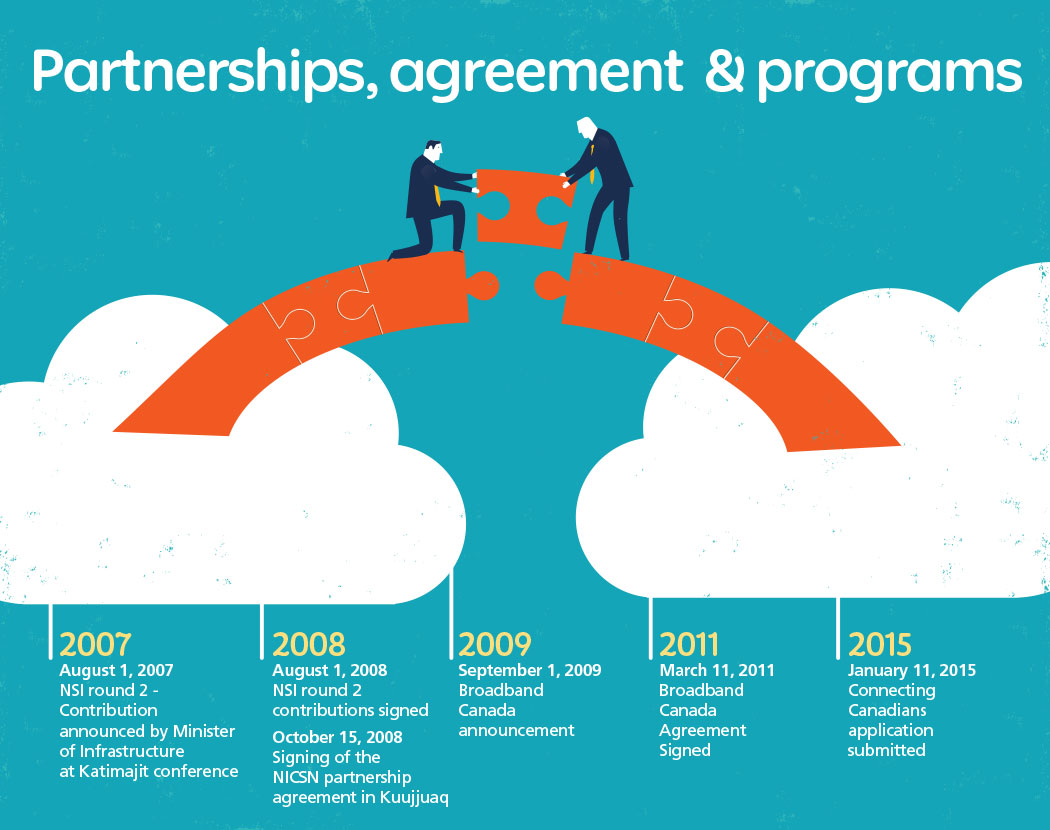 Partnerships, agreement & programs
2007
August 1, 2007
NSI round 2 -
Contribution
announced by Minister
of Infrastructure
at Katimajit conference
2008
August 1, 2008
NSI round 2
contributions signed
October 15, 2008
Signing of the
NICSN partnership
agreement in Kuujjuaq
2009
September 1, 2009
Broadband
Canada
announcement
2011
March 11, 2011
Broadband
Canada
Agreement
Signed
2015
January 11, 2015
Connecting
Canadians
application
submitted